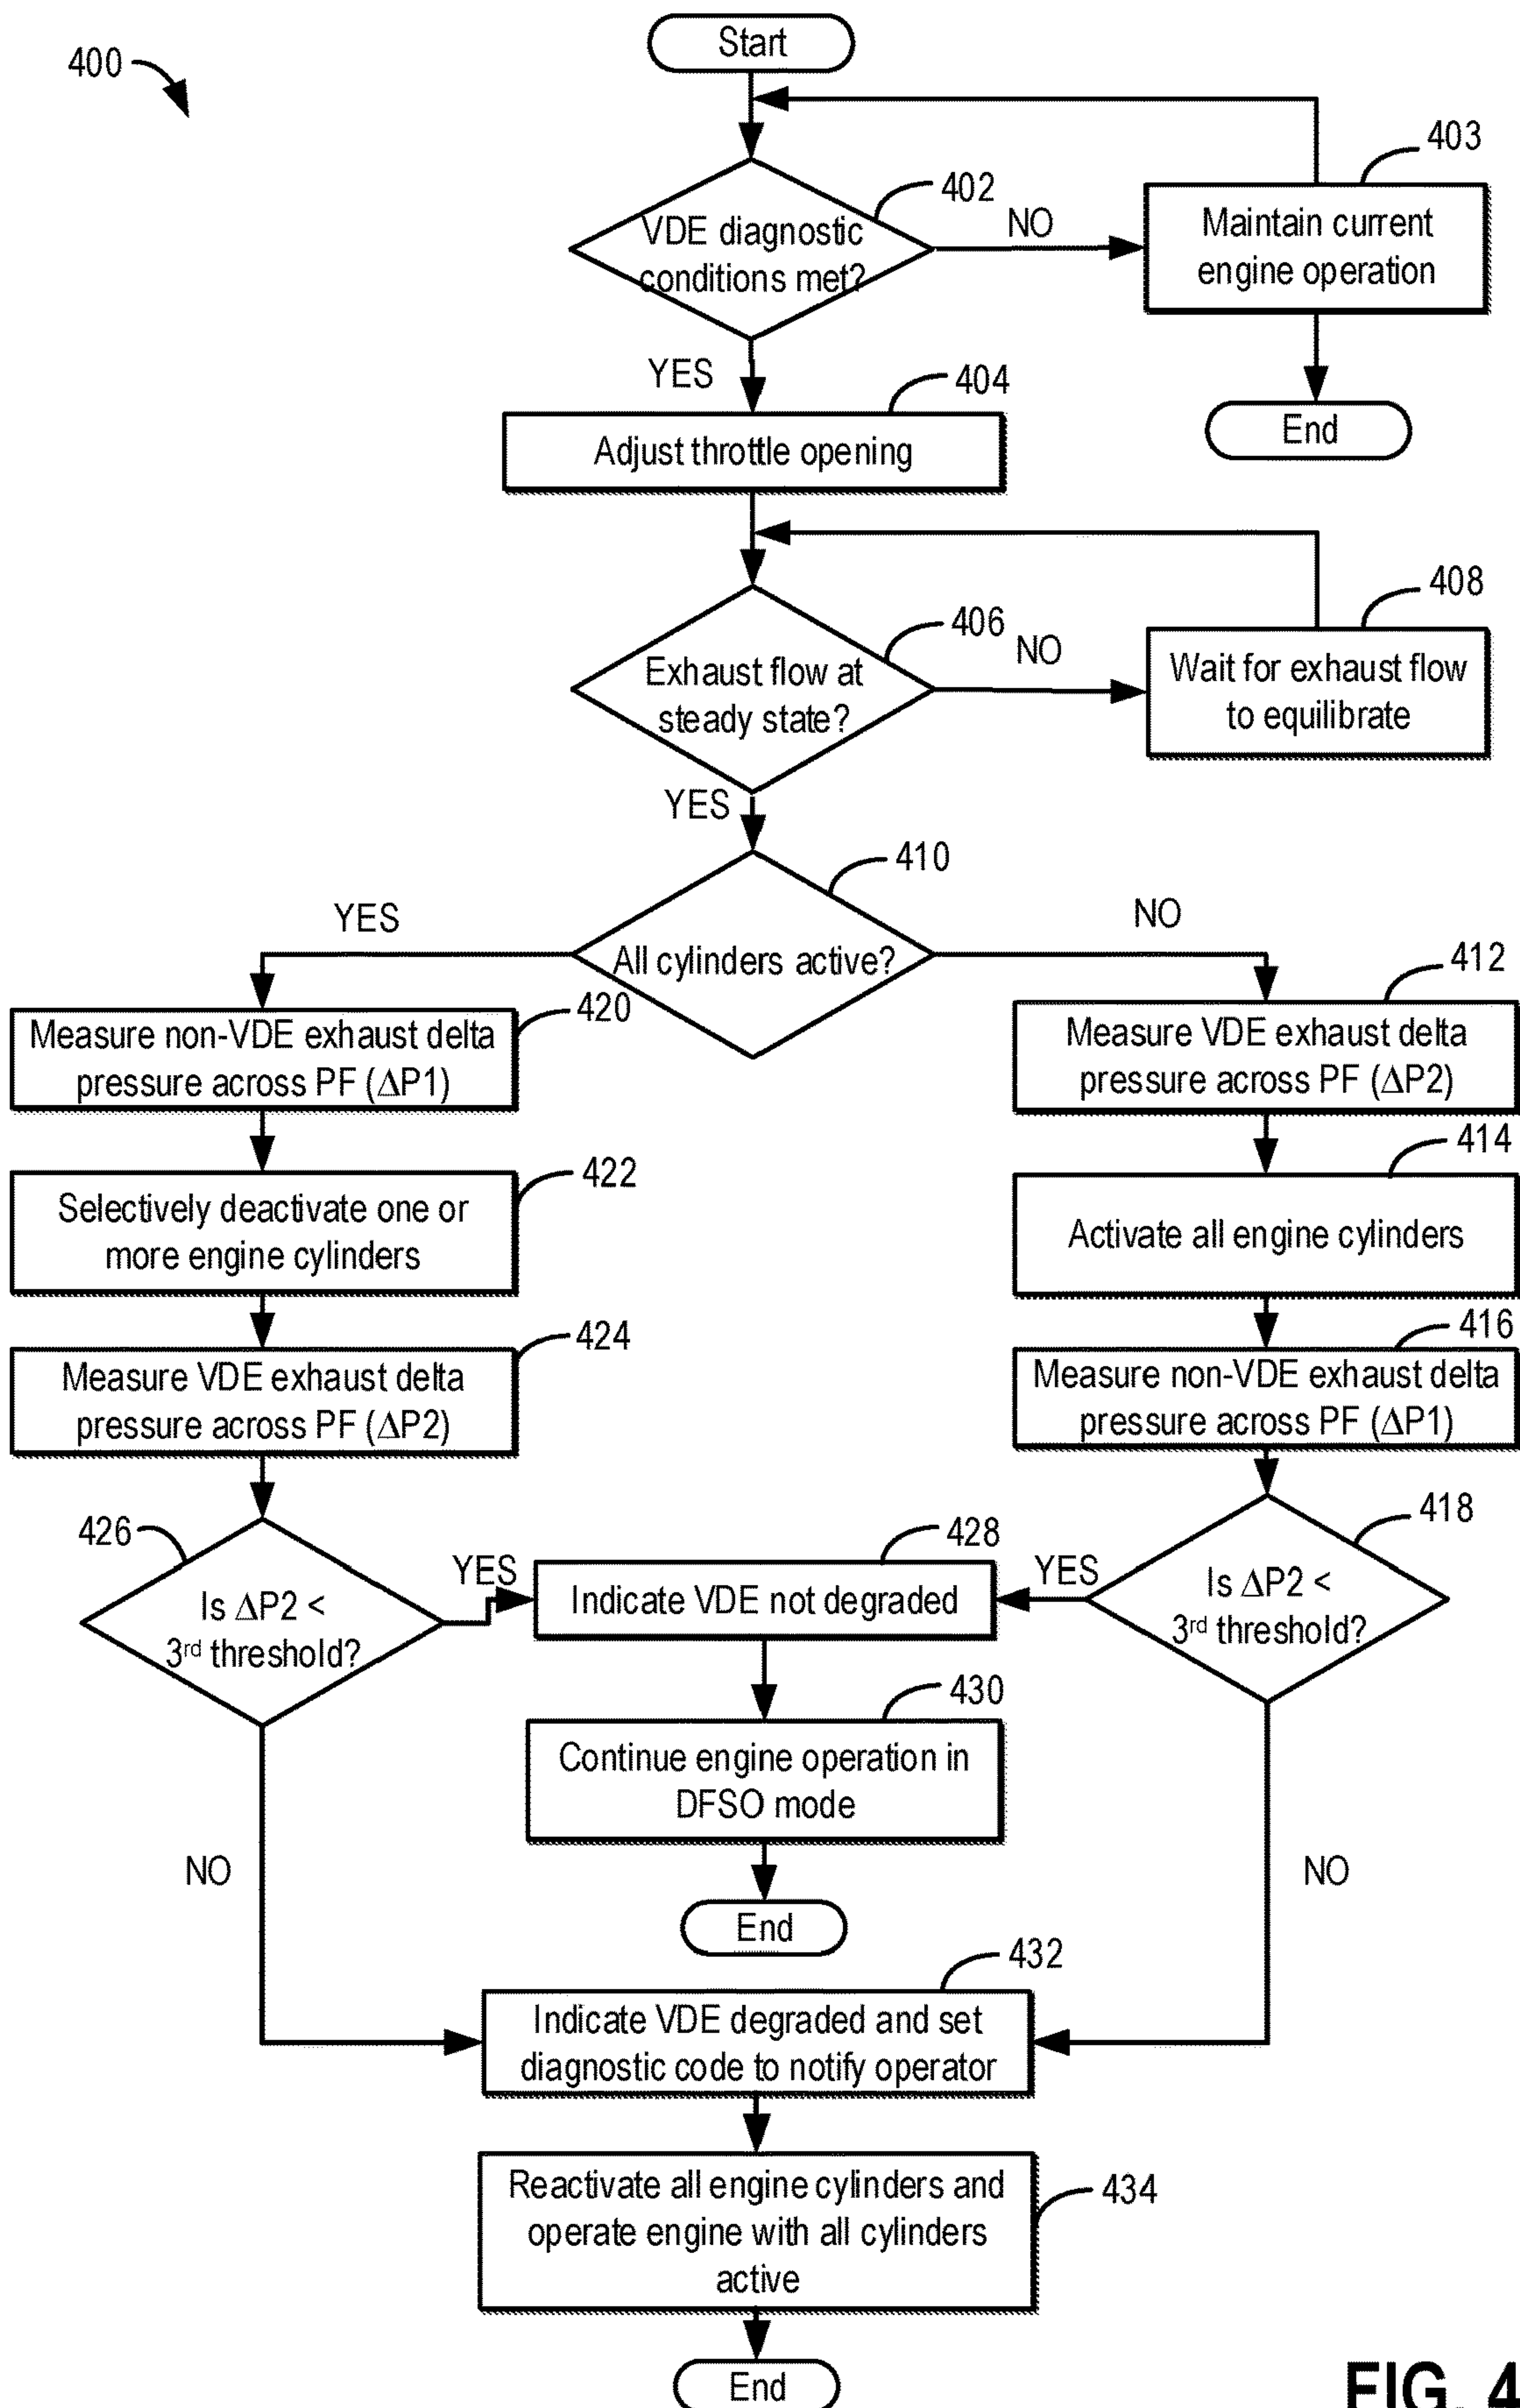 400
Start
403
402
VDE diagnostic
conditions met?
NO
Maintain current
engine operation
YES
404
Adjust throttle opening
End
408
406
NO
Exhaust flow at
steady state?
Wait for exhaust flow
to equilibrate
YES
410
YES
NO
All cylinders active?
412
420
Measure non-VDE exhaust delta
pressure across PF (ΔP1)
Measure VDE exhaust delta
pressure across PF (ΔP2)
414
422
Selectively deactivate one or
more engine cylinders
Activate all engine cylinders
416
424
Measure VDE exhaust delta
pressure across PF (ΔP2)
Measure non-VDE exhaust delta
pressure across PF (ΔP1)
418
426
428
YES
YES
Is ΔP2 <
3rd threshold?
Indicate VDE not degraded
Is ΔP2 <
3rd threshold?
430
Continue engine operation in
DFSO mode
NO
NO
End
432
Indicate VDE degraded and set
diagnostic code to notify operator
434
Reactivate all engine cylinders and
operate engine with all cylinders
active
End
FIG. 4